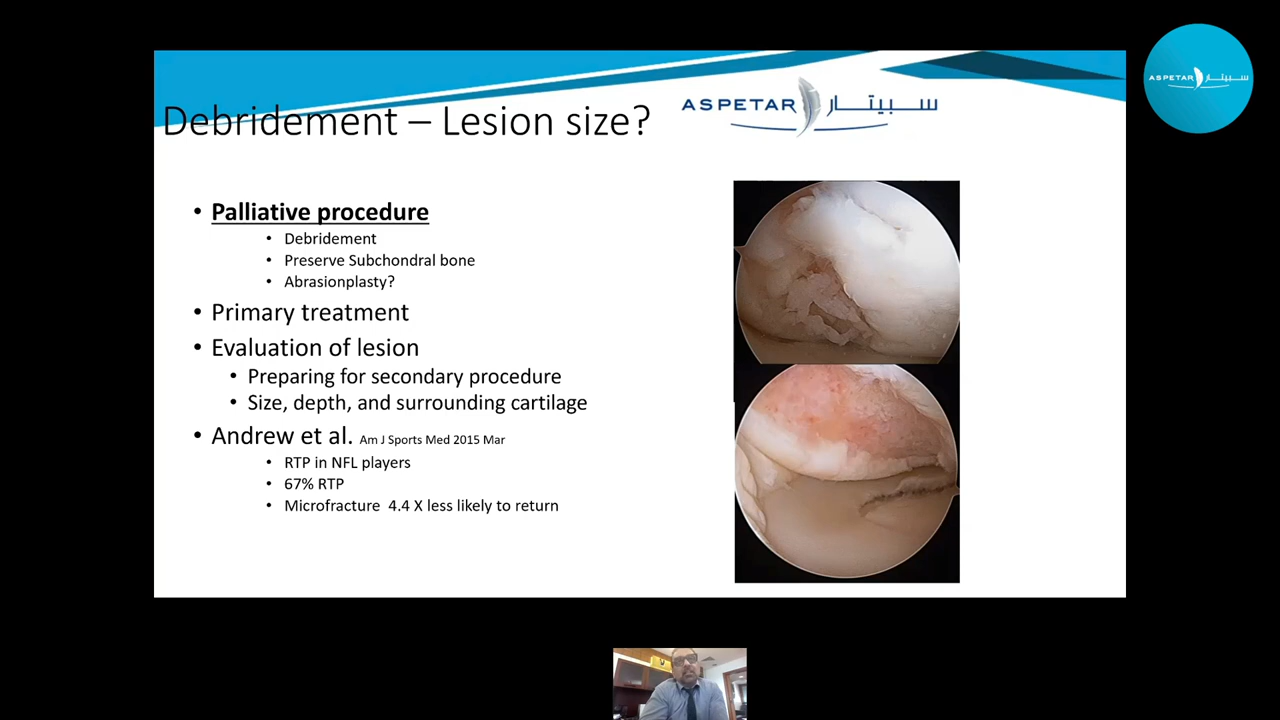 ASPETAR سبيتار
Debridement – Lesion size?
ASPETAR سبيتار
• Palliative procedure
• Debridement
• Preserve Subchondral bone
• Abrasionplasty?
• Primary treatment
• Evaluation of lesion
• Preparing for secondary procedure
• Size, depth, and surrounding cartilage
• Andrew et al. Am J Sports Med 2015 Mar
• RTP in NFL players
• 67% RTP
• Microfracture 4.4 X less likely to return